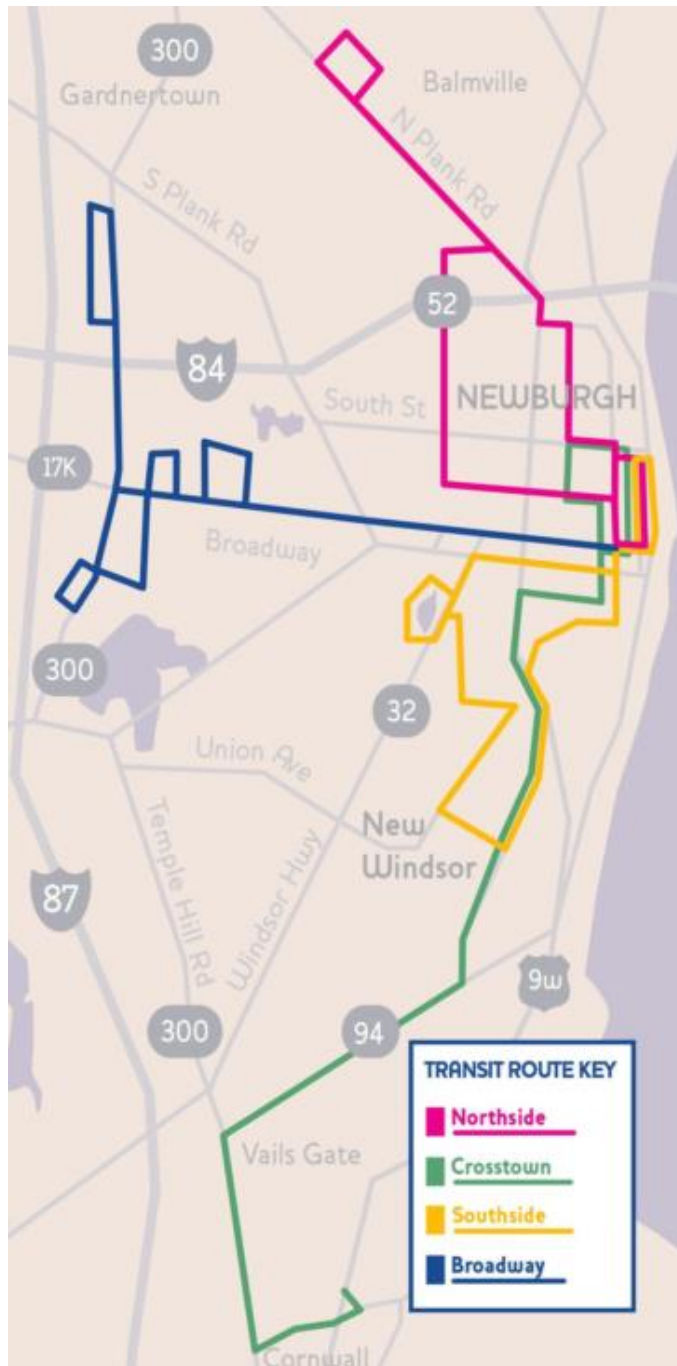 300
Gardnertown
Balmville
N Plank Rd
S Plank Rd
52
84
South St
NEWBURGH
17K
Broadway
300
32
Union Ave
New
Windsor
Temple Hill Rd
Windsor Hwy
87
9W
300
94
TRANSIT ROUTE KEY
Northside
Crosstown
Southside
Broadway
Vails Gate
Cornwall